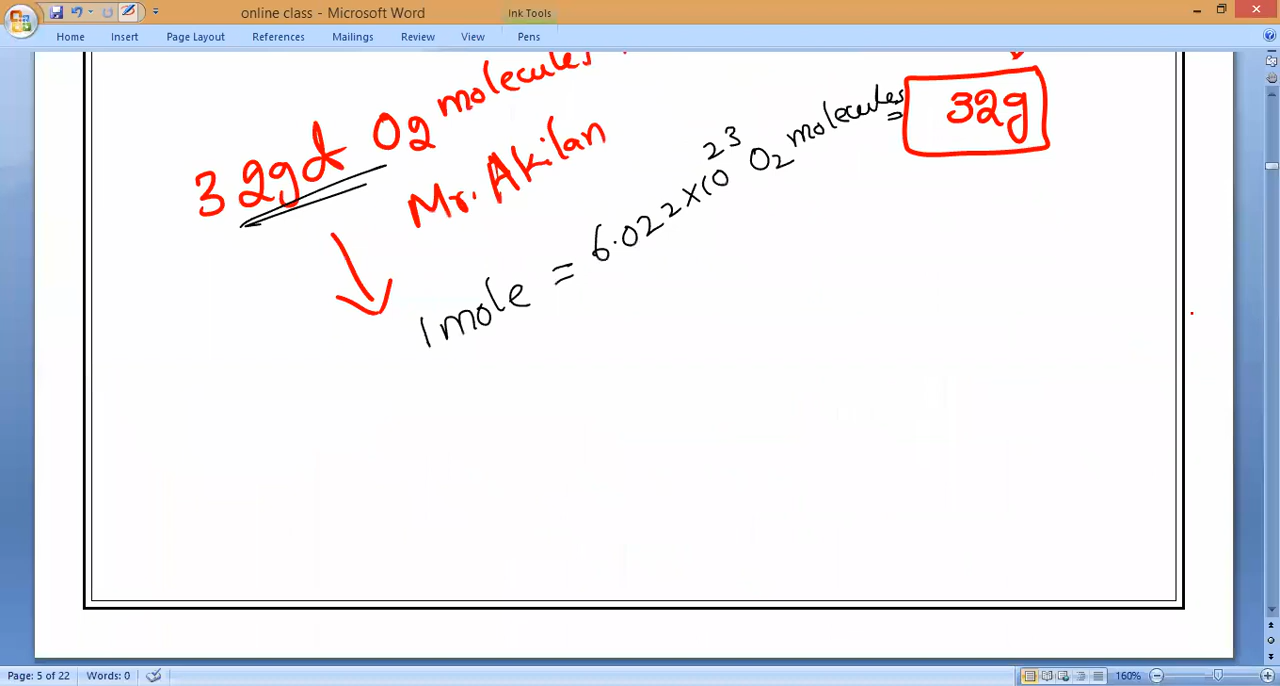 online class - Microsoft Word
Ink Tools
Home Insert Page Layout References Mailings Review View Pens
32g of O2 molecules
Mr. Akilan
1 mole = 6.022 × 10²³ O2 molecules = 32g
Page: 5 of 22 Words: 0 160%